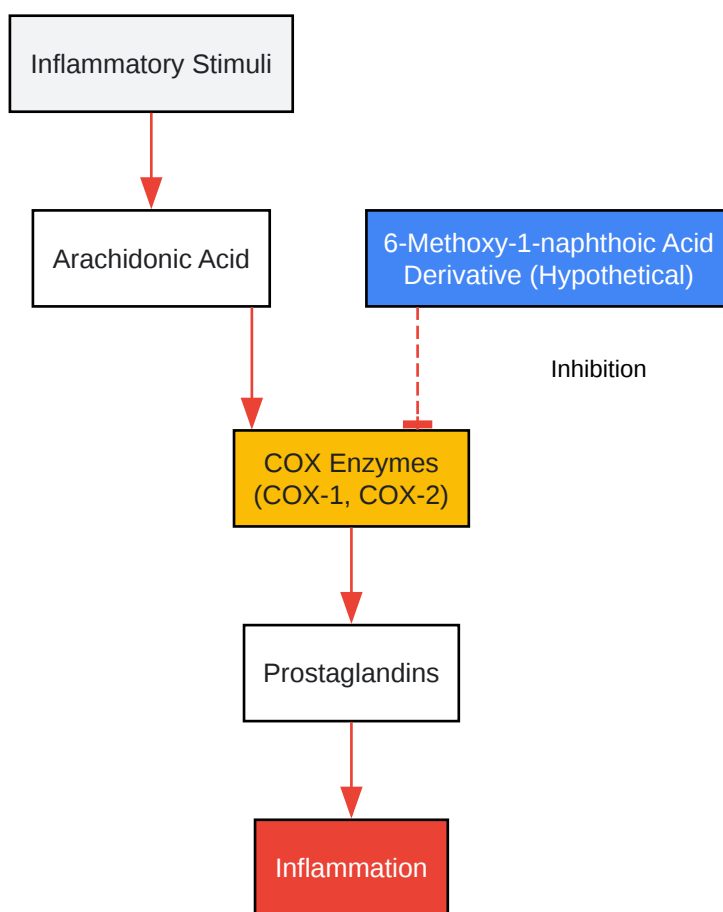 Inflammatory Stimuli
Arachidonic Acid
6-Methoxy-1-naphthoic Acid
Derivative (Hypothetical)
Inhibition
COX Enzymes
(COX-1, COX-2)
Prostaglandins
Inflammation